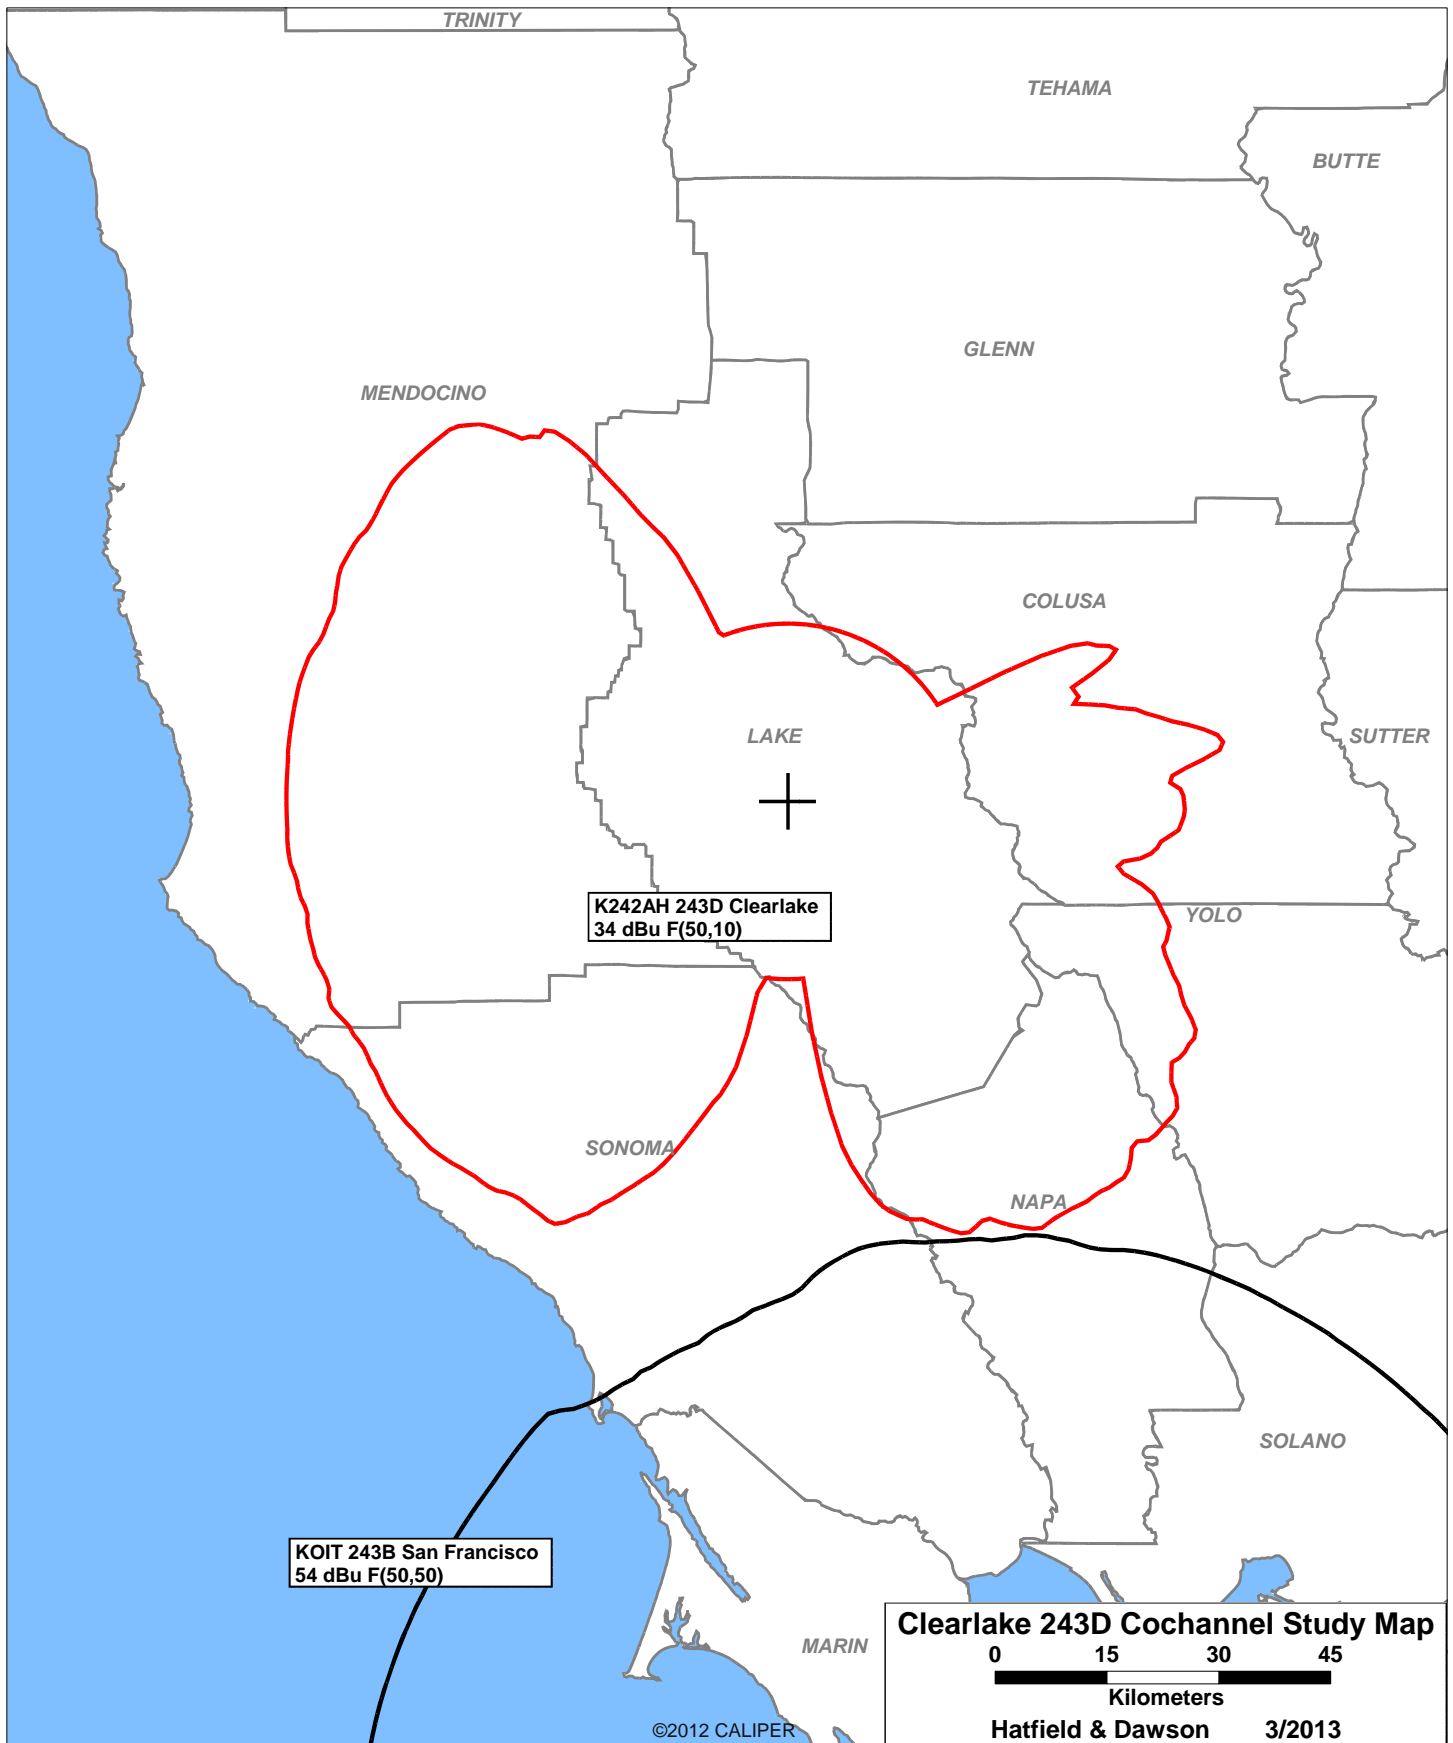 TRINITY
TEHAMA
BUTTE
GLENN
MENDOCINO
COLUSA
LAKE
SUTTER
K242AH 243D Clearlake
34 dBu F(50,10)
YOLO
SONOMA
NAPA
SOLANO
KOIT 243B San Francisco
54 dBu F(50,50)
MARIN
Clearlake 243D Cochannel Study Map
0 15 30 45
Kilometers
Hatfield & Dawson 3/2013
©2012 CALIPER